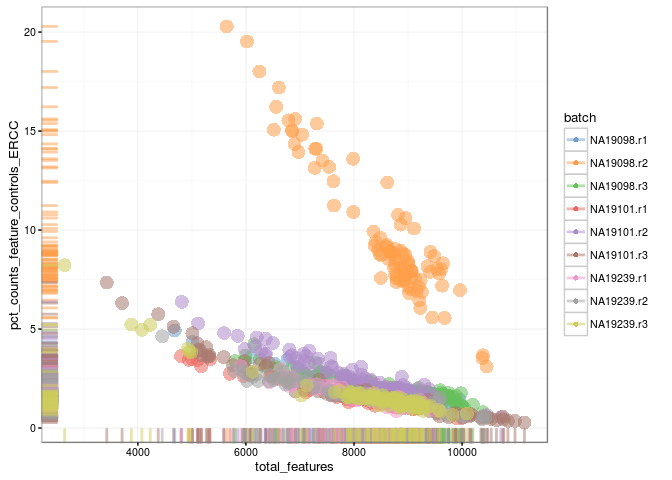 20
15
10
5
0
pct_counts_feature_controls_ERCC
4000
6000
8000
10000
total_features
batch
NA19098.r1
NA19098.r2
NA19098.r3
NA19101.r1
NA19101.r2
NA19101.r3
NA19239.r1
NA19239.r2
NA19239.r3